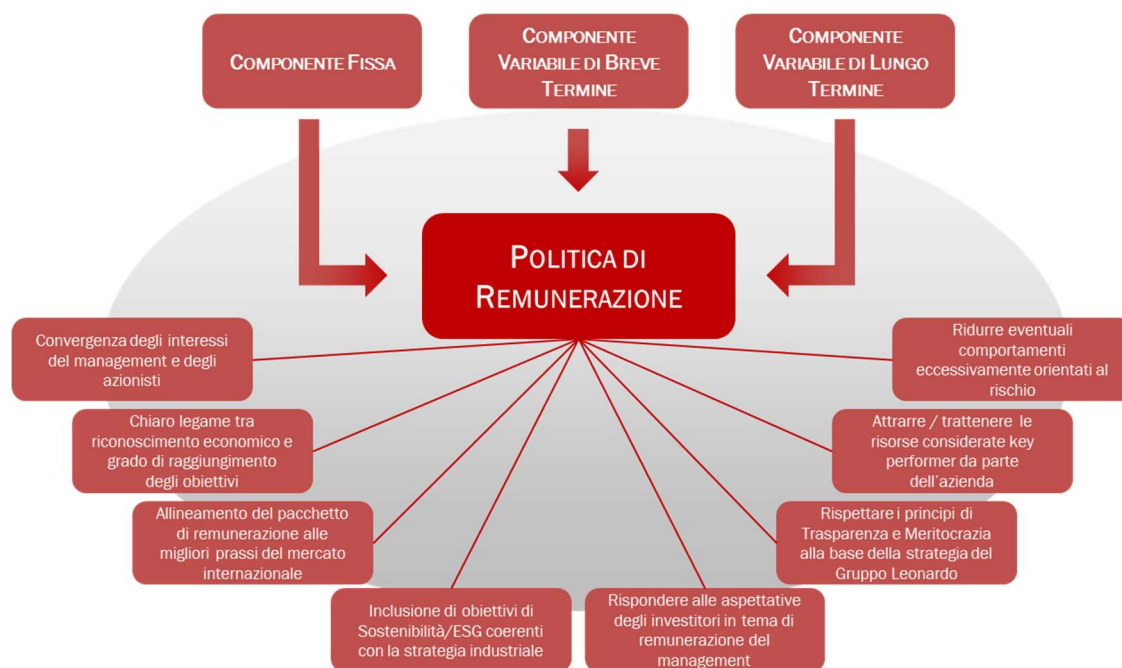 COMPONENTE FISSA
COMPONENTE
VARIABILE DI BREVE
TERMINE
COMPONENTE
VARIABILE DI LUNGO
TERMINE
POLITICA DI
REMUNERAZIONE
Convergenza degli interessi
del management e degli
azionisti
Chiaro legame tra
riconoscimento economico e
grado di raggiungimento
degli obiettivi
Allineamento del pacchetto
di remunerazione alle
migliori prassi del mercato
internazionale
Inclusione di obiettivi di
Sostenibilità/ESG coerenti
con la strategia industriale
Rispondere alle aspettative
degli investitori in tema di
remunerazione del
management
Rispettare i principi di
Trasparenza e Meritocrazia
alla base della strategia del
Gruppo Leonardo
Attrarre / trattenere le
risorse considerate key
performer da parte
dell'azienda
Ridurre eventuali
comportamenti
eccessivamente orientati al
rischio